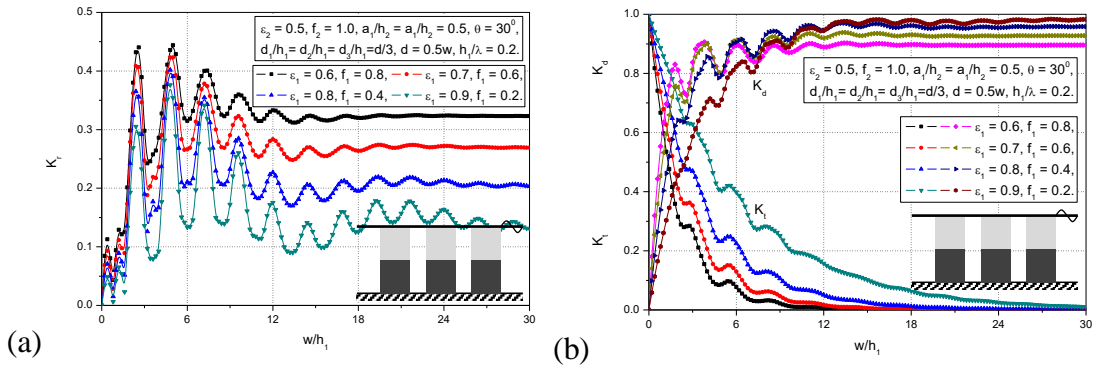 0.5
0.4
0.3
0.2
0.1
0.0
K_r
ε₂ = 0.5, f₂ = 1.0, a₁/h₂ = a₁/h₂ = 0.5, θ = 30⁰,
d₁/h₁= d₂/h₁= d₃/h₁= d/3, d = 0.5w, h₁/λ = 0.2.
ε₁ = 0.6, f₁ = 0.8, ε₁ = 0.7, f₁ = 0.6,
ε₁ = 0.8, f₁ = 0.4, ε₁ = 0.9, f₁ = 0.2.
0 6 12 18 24 30
w/h₁
(a)
1.0
0.8
0.6
0.4
0.2
0.0
K_d
K_t
ε₂ = 0.5, f₂ = 1.0, a₁/h₂ = a₁/h₂ = 0.5, θ = 30⁰,
d₁/h₁= d₂/h₁= d₃/h₁=d/3, d = 0.5w, h₁/λ = 0.2.
K_d
ε₁ = 0.6, f₁ = 0.8,
ε₁ = 0.7, f₁ = 0.6,
ε₁ = 0.8, f₁ = 0.4,
ε₁ = 0.9, f₁ = 0.2.
K_t
0 6 12 18 24 30
w/h₁
(b)